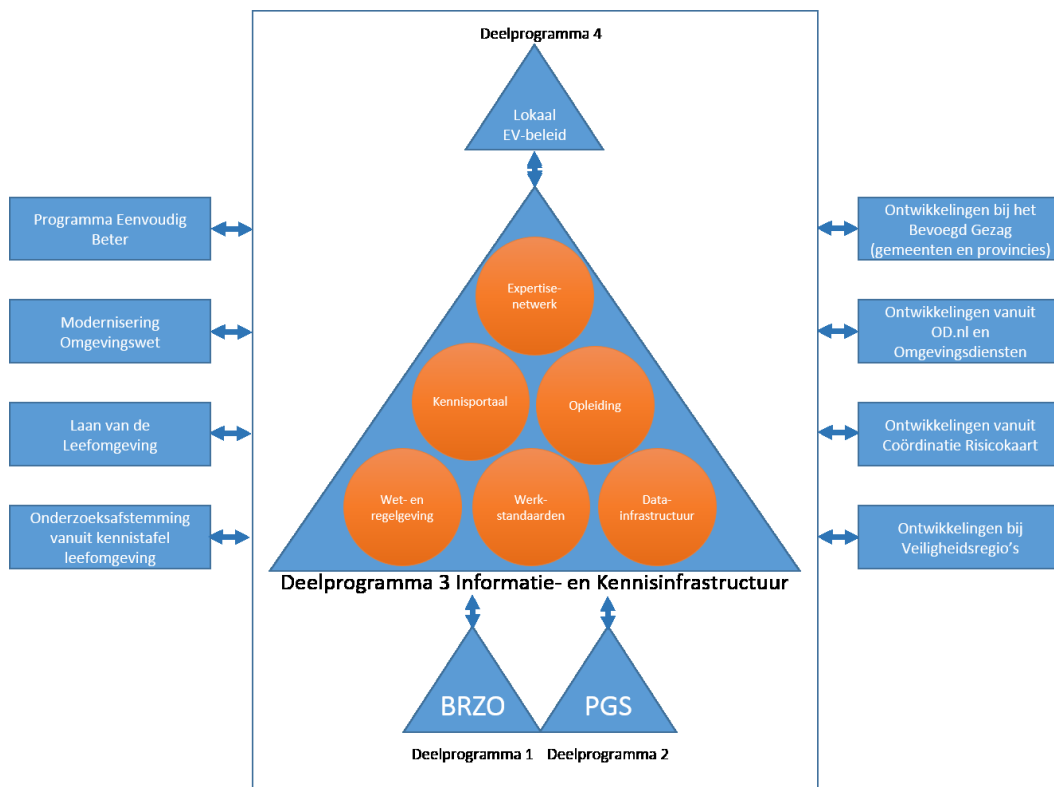 Deelprogramma 4
Lokaal
EV-beleid
Programma Eenvoudig
Beter
Modernisering
Omgevingswet
Laan van de
Leefomgeving
Onderzoeksafstemming
vanuit kennistafel
leefomgeving
Expertise-
netwerk
Kennisportaal
Opleiding
Wet- en
regelgeving
Werk-
standaarden
Data-
infrastructuur
Deelprogramma 3 Informatie- en Kennisinfrastructuur
BRZO
PGS
Deelprogramma 1
Deelprogramma 2
Ontwikkelingen bij het
Bevoegd Gezag
(gemeenten en provincies)
Ontwikkelingen vanuit
OD.nl en
Omgevingsdiensten
Ontwikkelingen vanuit
Coördinatie Risicokaart
Ontwikkelingen bij
Veiligheidsregio's